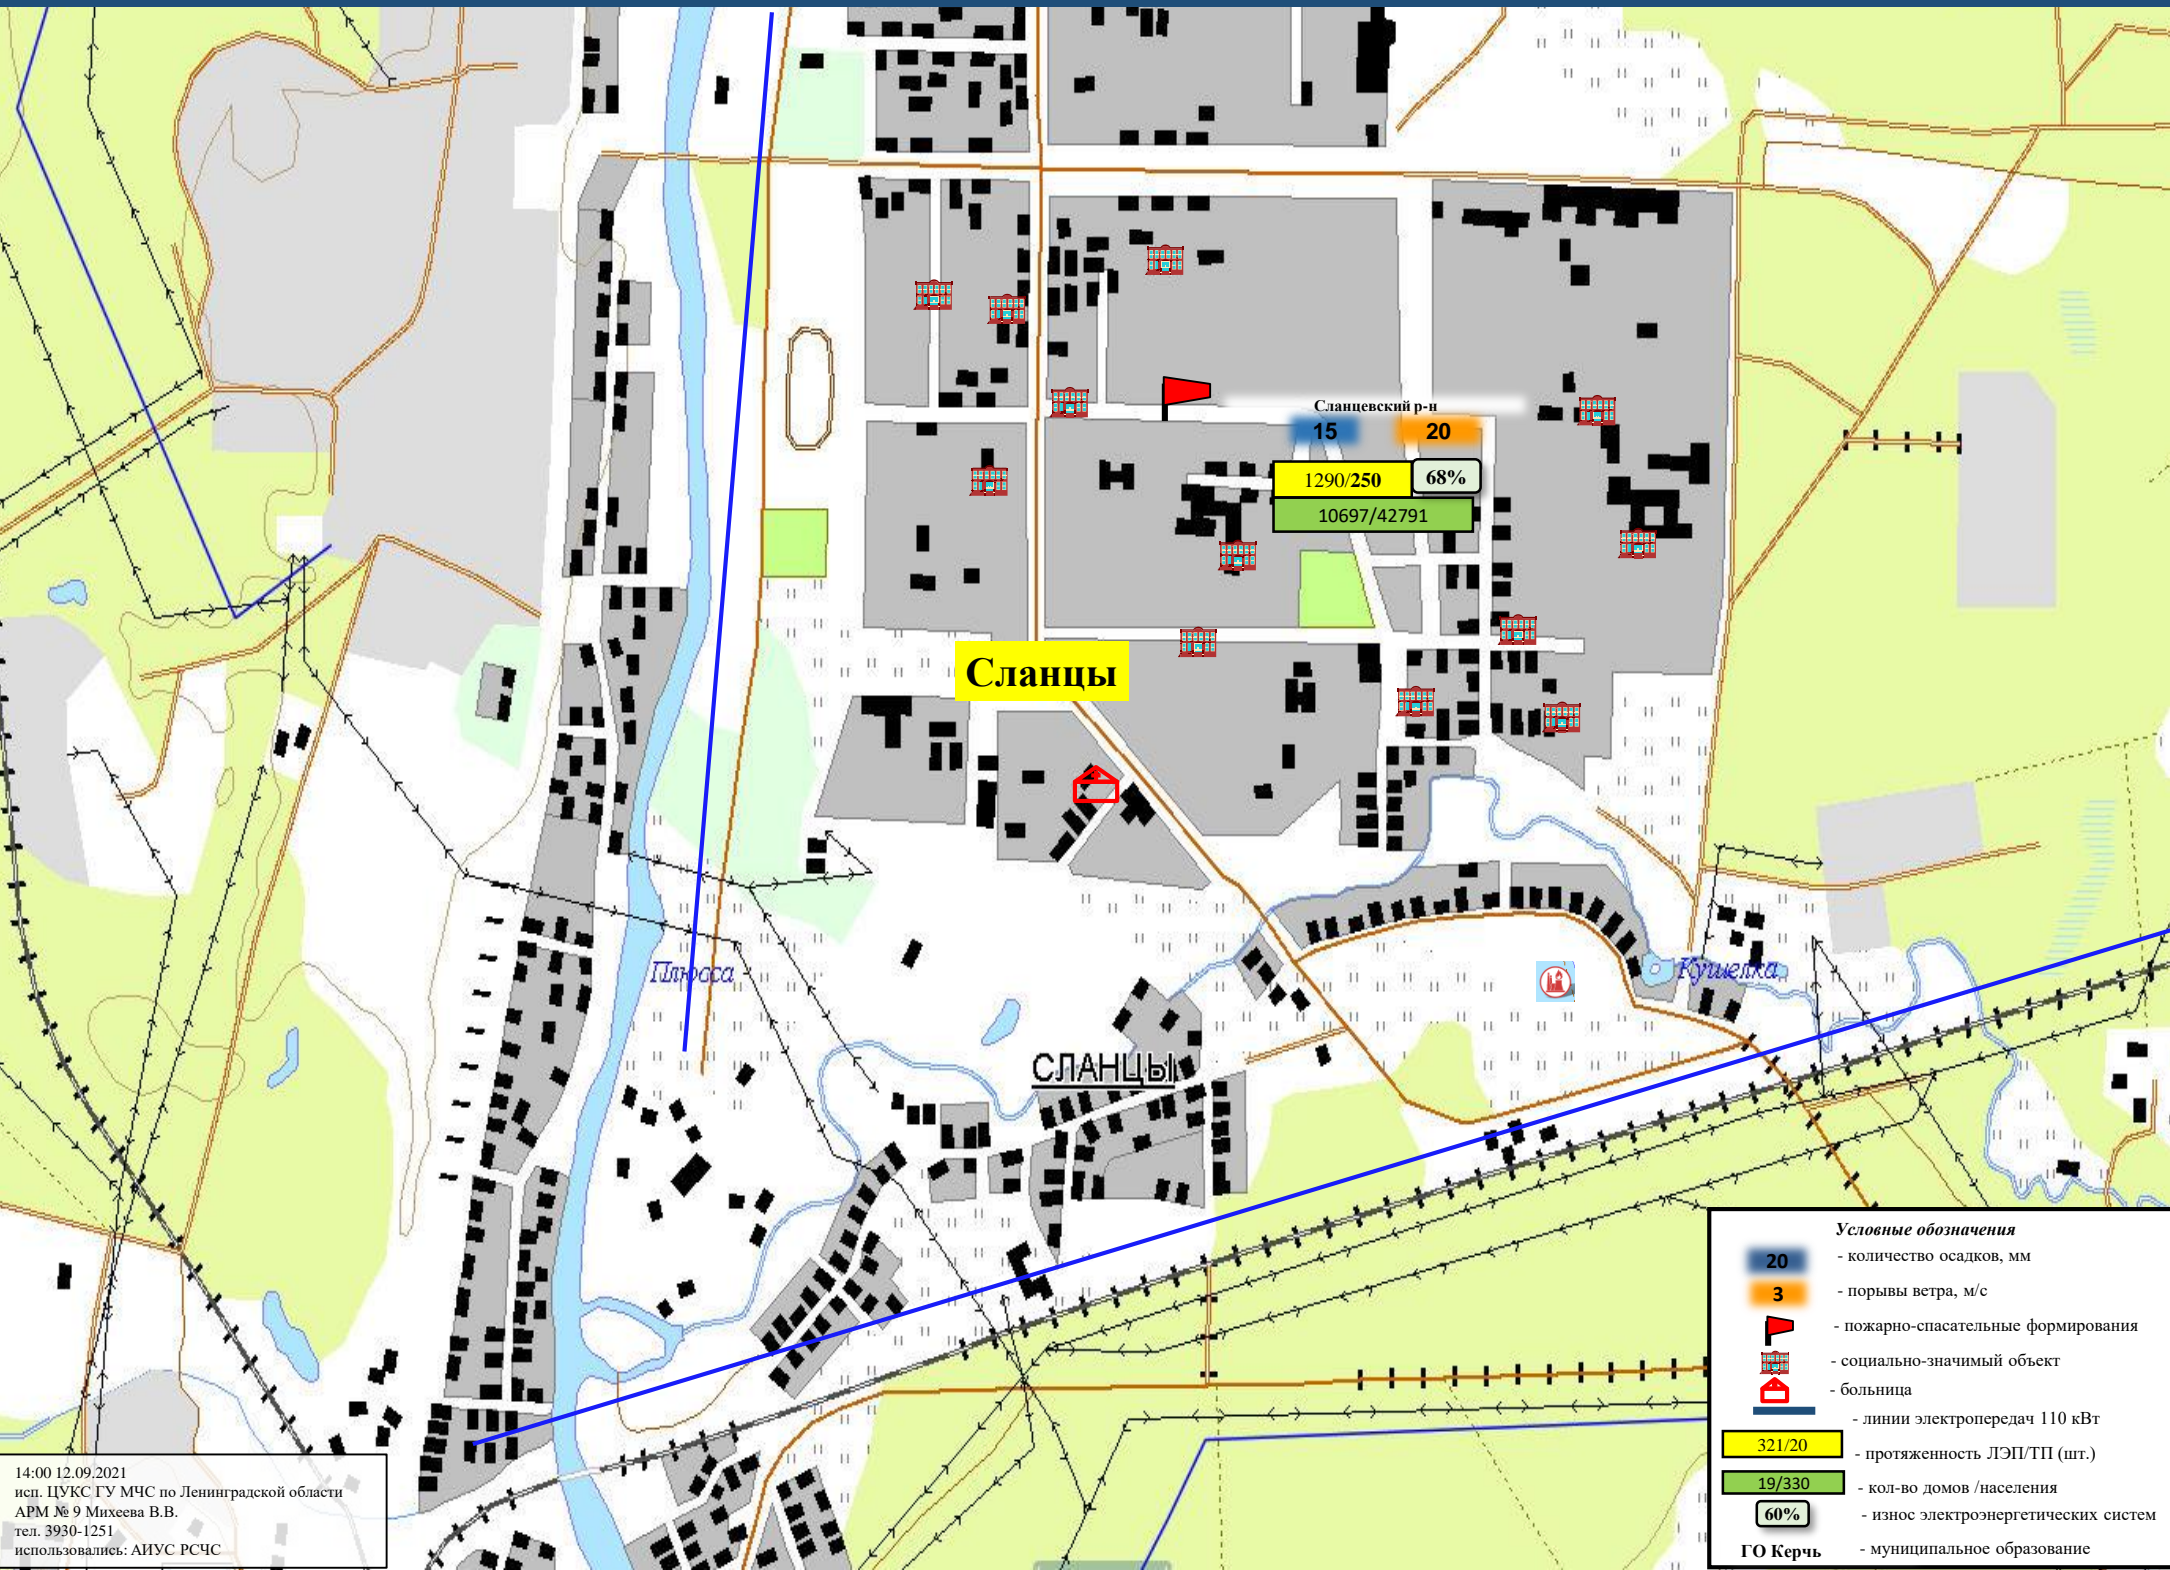 Сланцевский р-н
15 20
1290/250 68%
10697/42791
Сланцы
Плюсса
Кушелка
СЛАНЦЫ
Условные обозначения
20 - количество осадков, мм
3 - порывы ветра, м/с
- пожарно-спасательные формирования
- социально-значимый объект
- больница
- линии электропередач 110 кВт
321/20 - протяженность ЛЭП/ТП (шт.)
19/330 - кол-во домов /населения
60% - износ электроэнергетических систем
ГО Керчь - муниципальное образование
14:00 12.09.2021
исп. ЦУКС ГУ МЧС по Ленинградской области
АРМ № 9 Михеева В.В.
тел. 3930-1251
использовались: АИУС РСЧС